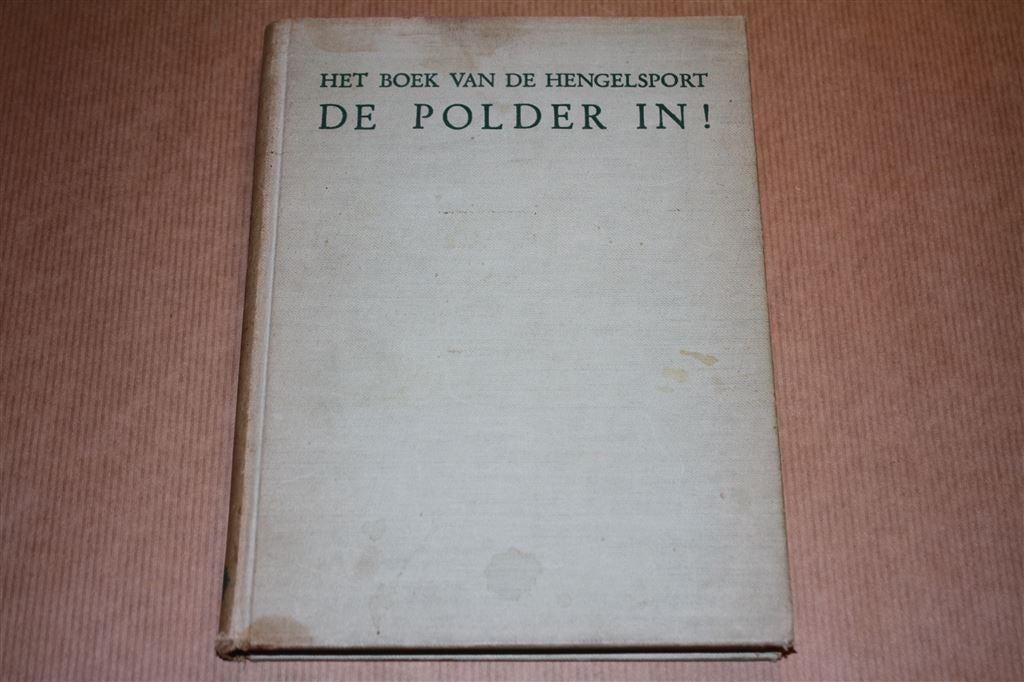 HET BOEK VAN DE HENGELSPORT
DE POLDER IN!